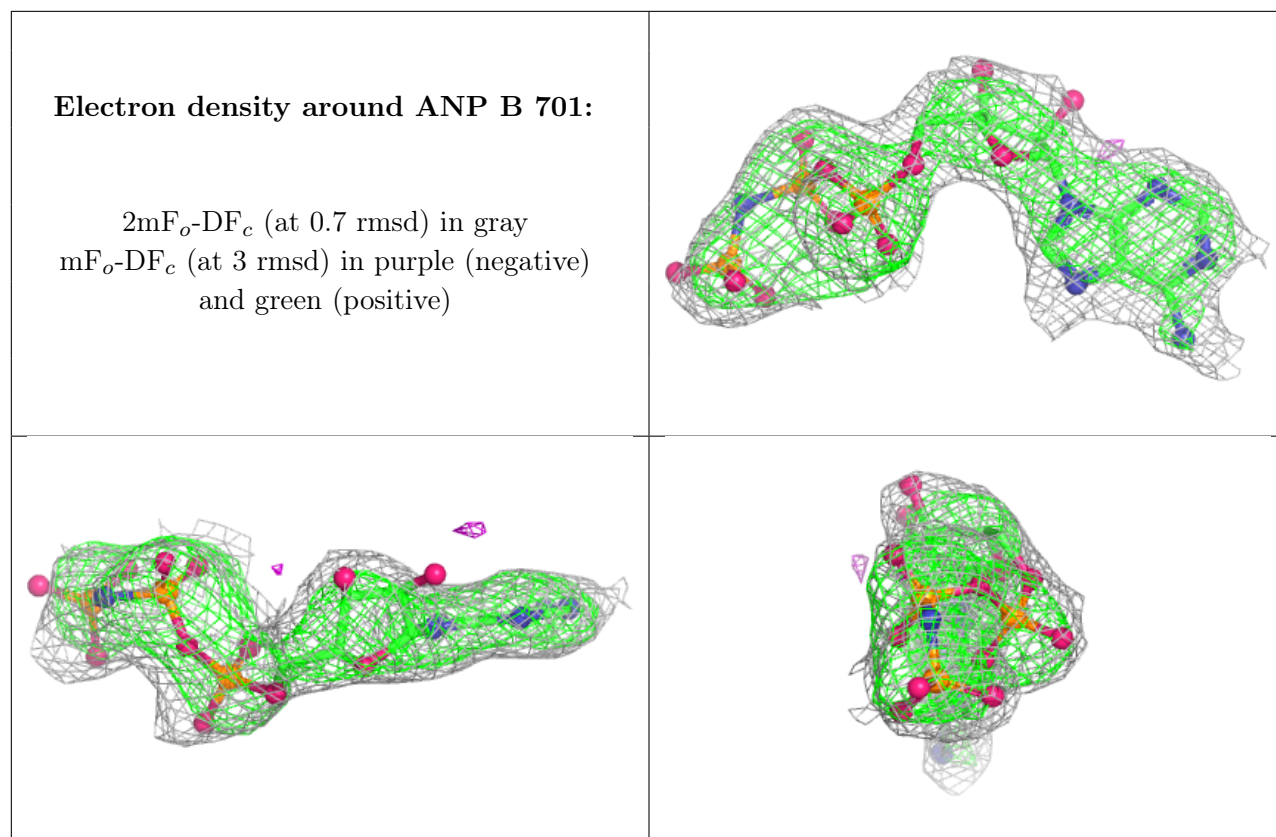 Electron density around ANP B 701:
2mFo-DFc (at 0.7 rmsd) in gray
mFo-DFc (at 3 rmsd) in purple (negative)
and green (positive)